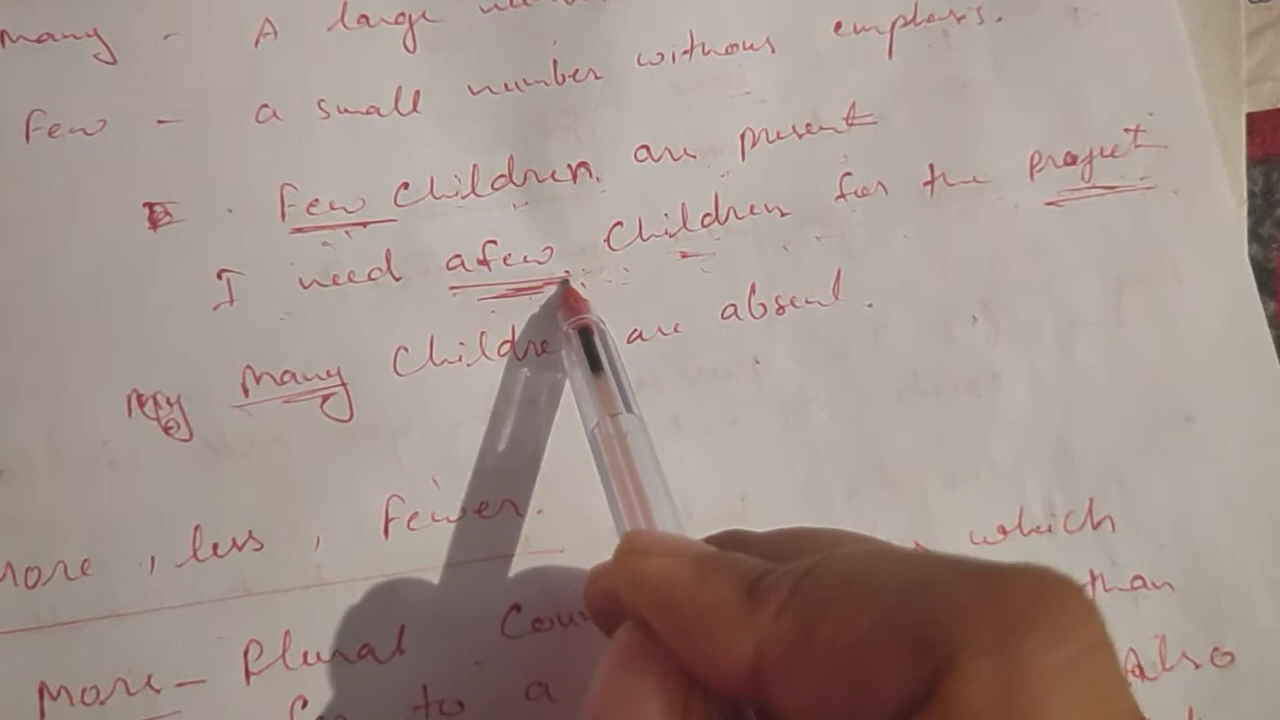 Many - A large
Few - a small number without emphasis.
Few Children are present
I need afew Children for the project
Many Children are absent.
More, less, Fewer.
which
More - Plural than
to a Also